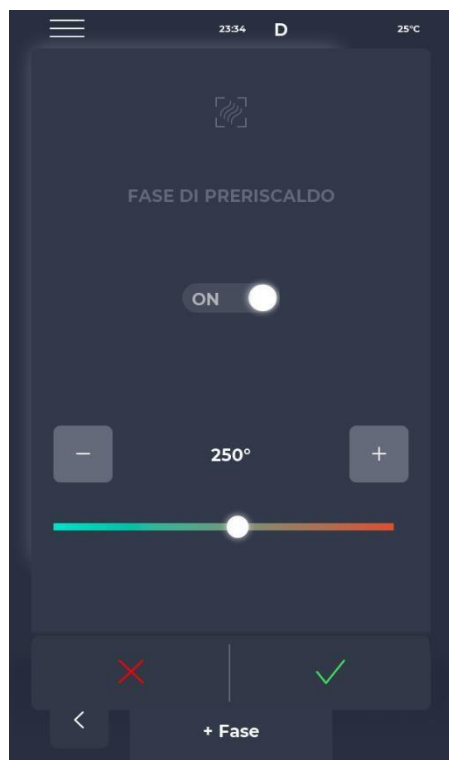 23:34 D 25°C
FASE DI PRERISCALDO
ON
− 250° +
+ Fase